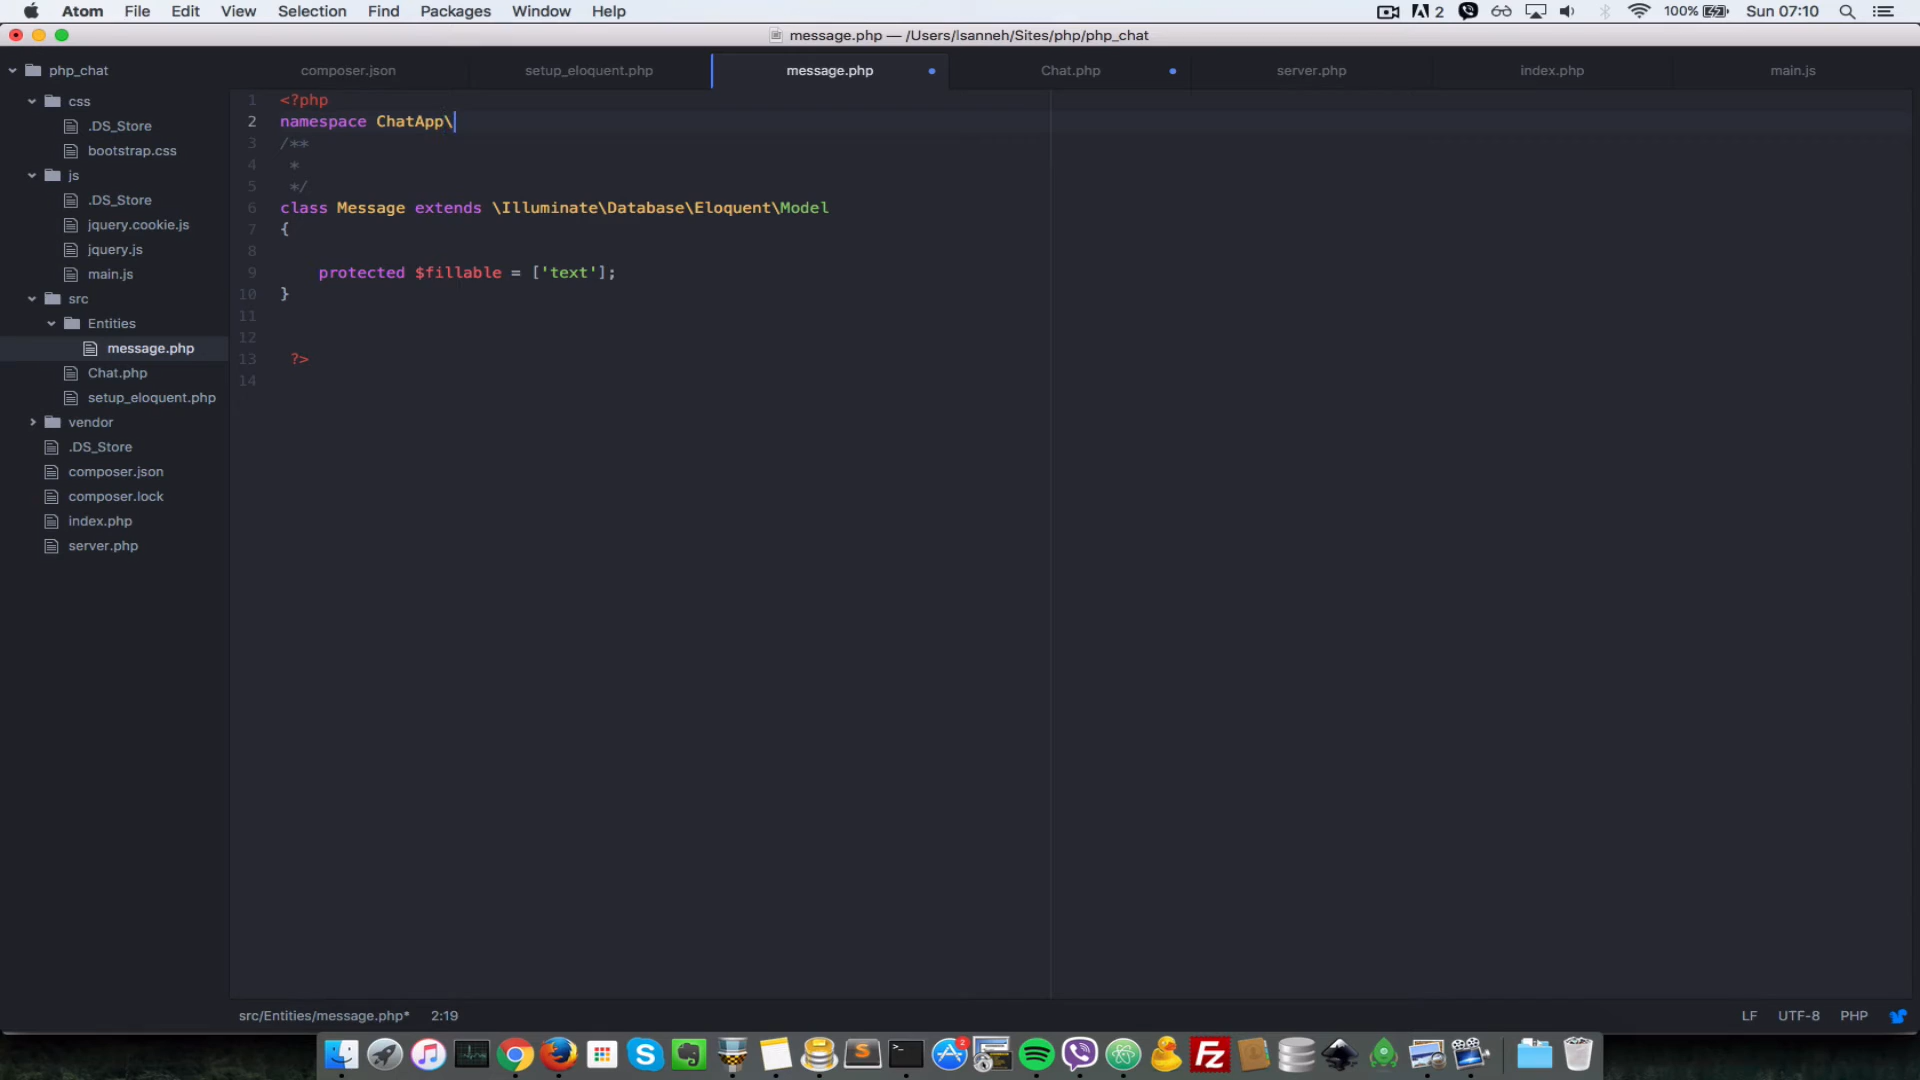 Atom File Edit View Selection Find Packages Window Help 2 100% Sun 07:10
message.php — /Users/lsanneh/Sites/php/php_chat
php_chat
composer.json setup_eloquent.php message.php Chat.php server.php index.php main.js
css
.DS_Store
bootstrap.css
js
.DS_Store
jquery.cookie.js
jquery.js
main.js
src
Entities
message.php
Chat.php
setup_eloquent.php
vendor
.DS_Store
composer.json
composer.lock
index.php
server.php
1 <?php
2 namespace ChatApp\
3 /**
4 *
5 */
6 class Message extends \Illuminate\Database\Eloquent\Model
7 {
8
9 protected $fillable = ['text'];
10 }
11
12
13 ?>
14
src/Entities/message.php* 2:19 LF UTF-8 PHP
2